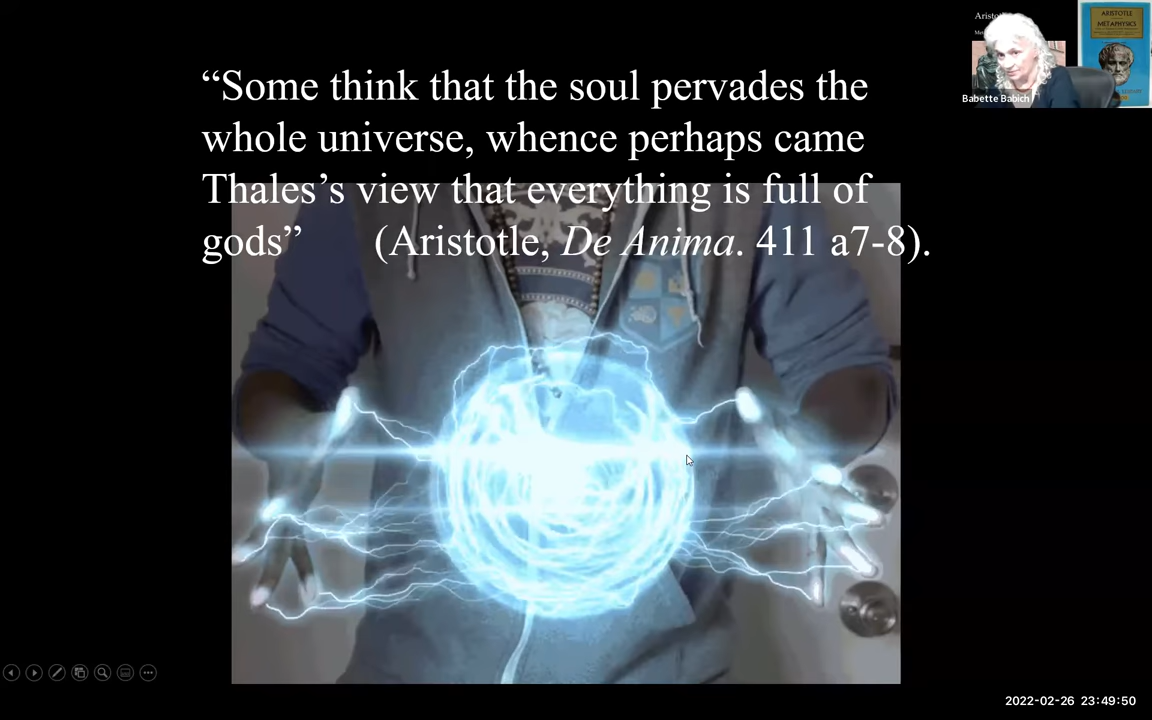 “Some think that the soul pervades the
whole universe, whence perhaps came
Thales’s view that everything is full of
gods” (Aristotle, De Anima. 411 a7-8).
ARISTOTLE
METAPHYSICS
Babette Babich
2022-02-26 23:49:50